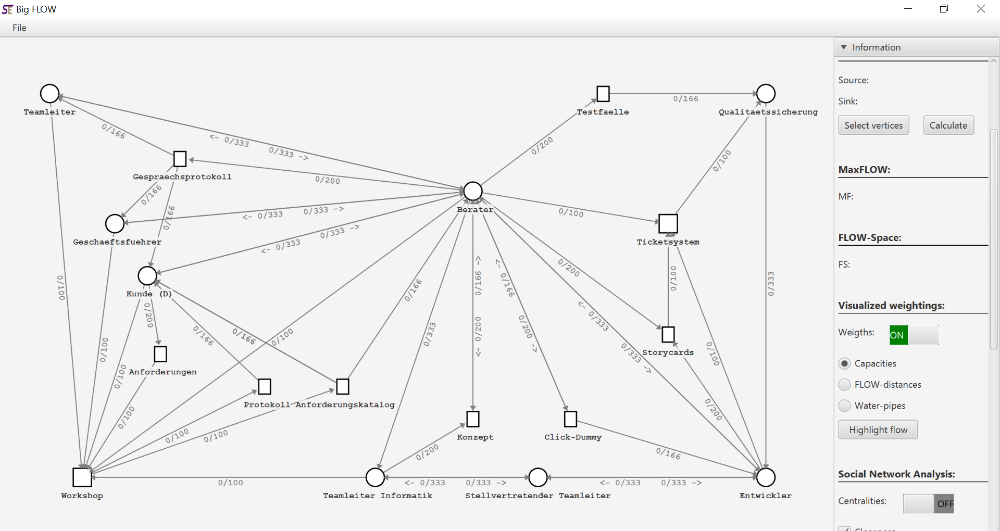 SE Big FLOW
File
Information
Source:
Sink:
Select vertices
Calculate
MaxFLOW:
MF:
FLOW-Space:
FS:
Visualized weightings:
Weigths:
ON
Capacities
FLOW-distances
Water-pipes
Highlight flow
Social Network Analysis:
Centralities:
OFF
Teamleiter
Testfaelle
Qualitaetssicherung
0/166
0/166
<- 0/333
0/333 ->
0/200
0/100
Gespraechsprotokoll
0/200
0/166
0/166
<- 0/333
0/333 ->
Berater
0/100
Geschaeftsfuehrer
<- 0/333
0/333 ->
Ticketsystem
0/100
Kunde (D)
0/200
0/166
0/166
0/100
0/166
0/333
<- 0/200
0/166 ->
<- 0/166
0/200 ->
0/200
<- 0/333
0/333 ->
0/100
0/100
0/333
Storycards
0/100
0/100
Anforderungen
0/100
Protokoll
Anforderungskatalog
0/100
0/100
Konzept
Click-Dummy
0/200
0/200
0/166
0/100
<- 0/333
0/333 ->
<- 0/333
0/333 ->
Workshop
Teamleiter Informatik
Stellvertretender Teamleiter
Entwickler